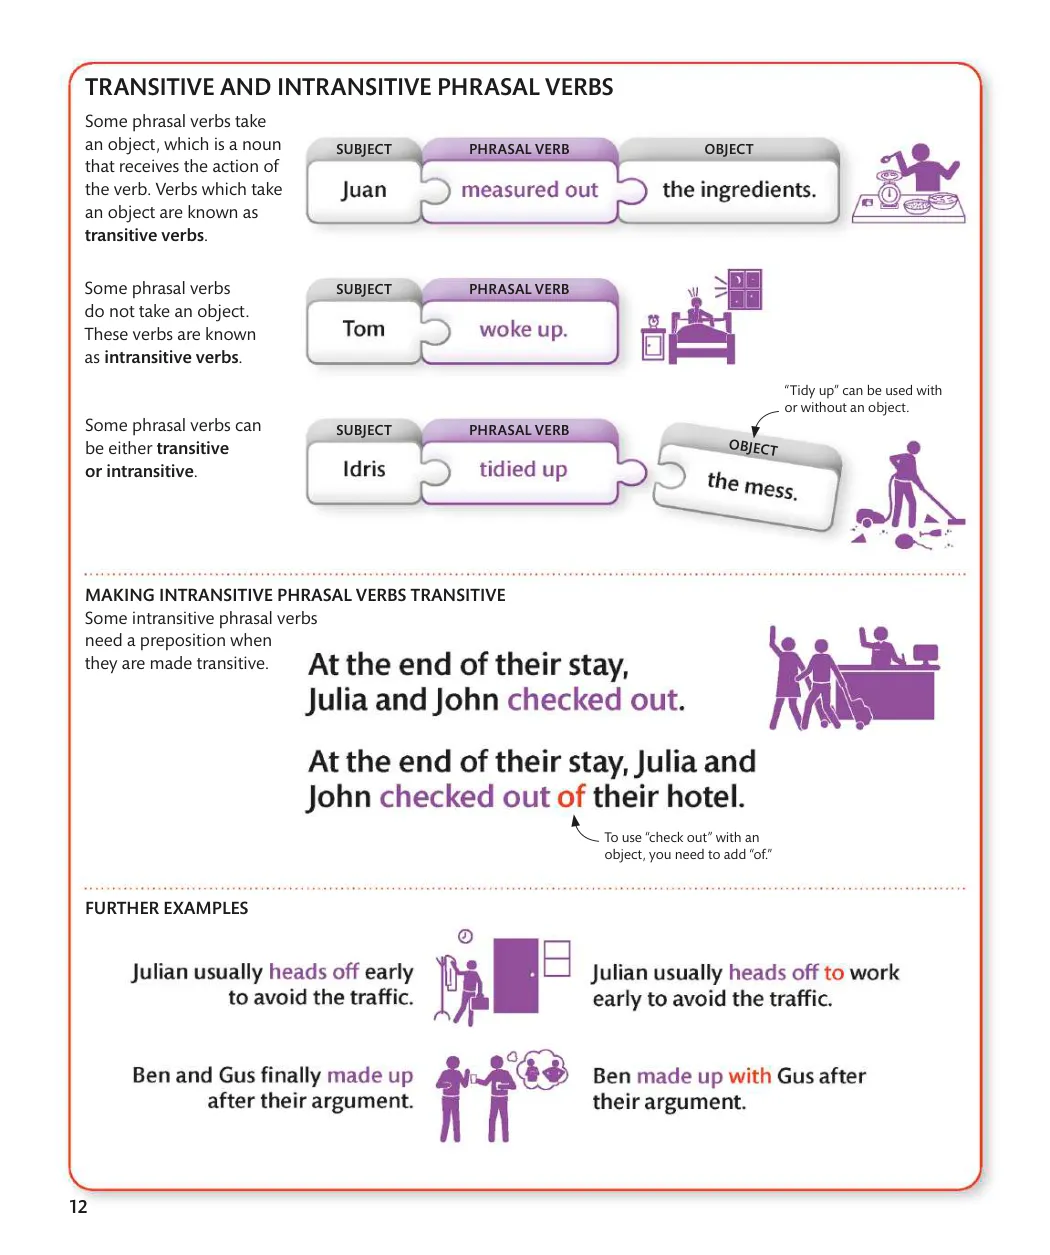 TRANSITIVE AND INTRANSITIVE PHRASAL VERBS
Some phrasal verbs take
an object, which is a noun
that receives the action of
the verb. Verbs which take
an object are known as
transitive verbs.
SUBJECT PHRASAL VERB OBJECT
Juan measured out the ingredients.
Some phrasal verbs
do not take an object.
These verbs are known
as intransitive verbs.
SUBJECT PHRASAL VERB
Tom woke up.
Some phrasal verbs can
be either transitive
or intransitive.
SUBJECT PHRASAL VERB OBJECT
Idris tidied up the mess.
“Tidy up” can be used with
or without an object.
MAKING INTRANSITIVE PHRASAL VERBS TRANSITIVE
Some intransitive phrasal verbs
need a preposition when
they are made transitive.
At the end of their stay,
Julia and John checked out.
At the end of their stay, Julia and
John checked out of their hotel.
To use “check out” with an
object, you need to add “of.”
FURTHER EXAMPLES
Julian usually heads off early
to avoid the traffic.
Julian usually heads off to work
early to avoid the traffic.
Ben and Gus finally made up
after their argument.
Ben made up with Gus after
their argument.
12